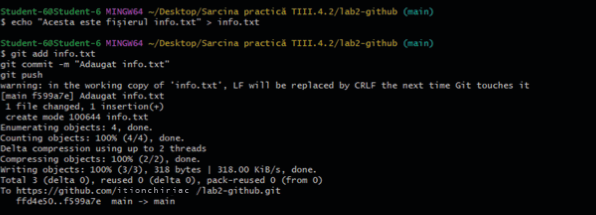 Student-6@Student-6 MINGW64 ~/Desktop/Sarcina practică TIII.4.2/lab2-github (main)
$ echo "Acesta este fișierul info.txt" > info.txt
Student-6@Student-6 MINGW64 ~/Desktop/Sarcina practică TIII.4.2/lab2-github (main)
$ git add info.txt
git commit -m "Adaugat info.txt"
git push
warning: in the working copy of 'info.txt', LF will be replaced by CRLF the next time Git touches it
[main f599a7e] Adaugat info.txt
1 file changed, 1 insertion(+)
create mode 100644 info.txt
Enumerating objects: 4, done.
Counting objects: 100% (4/4), done.
Delta compression using up to 2 threads
Compressing objects: 100% (2/2), done.
Writing objects: 100% (3/3), 318 bytes | 318.00 KiB/s, done.
Total 3 (delta 0), reused 0 (delta 0), pack-reused 0 (from 0)
To https://github.com/itionchiriac /lab2-github.git
ffd4e50..f599a7e main -> main